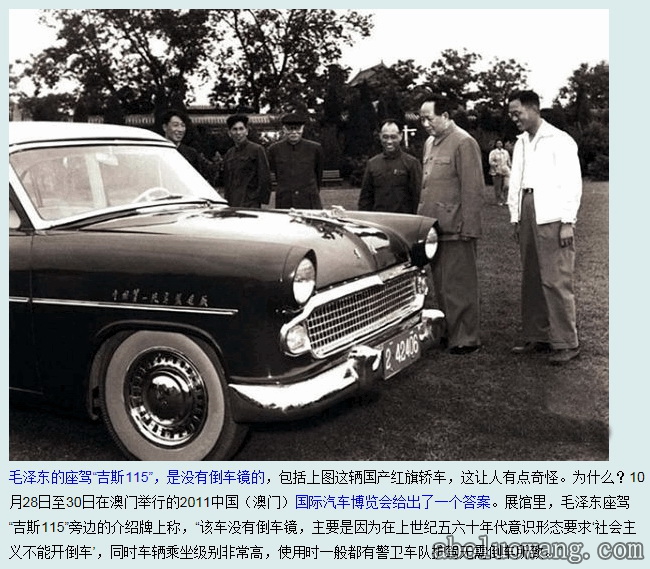 2-42406
毛泽东的座驾“吉斯115”，是没有倒车镜的，包括上图这辆国产红旗轿车，这让人有点奇怪。为什么？10
月28日至30日在澳门举行的2011中国（澳门）国际汽车博览会给出了一个答案。展馆里，毛泽东座驾
“吉斯115”旁边的介绍牌上称，“该车没有倒车镜，主要是因为在上世纪五六十年代意识形态要求‘社会主
义不能开倒车’，同时车辆乘坐级别非常高，使用时一般都有警卫车队
aboluowang.com